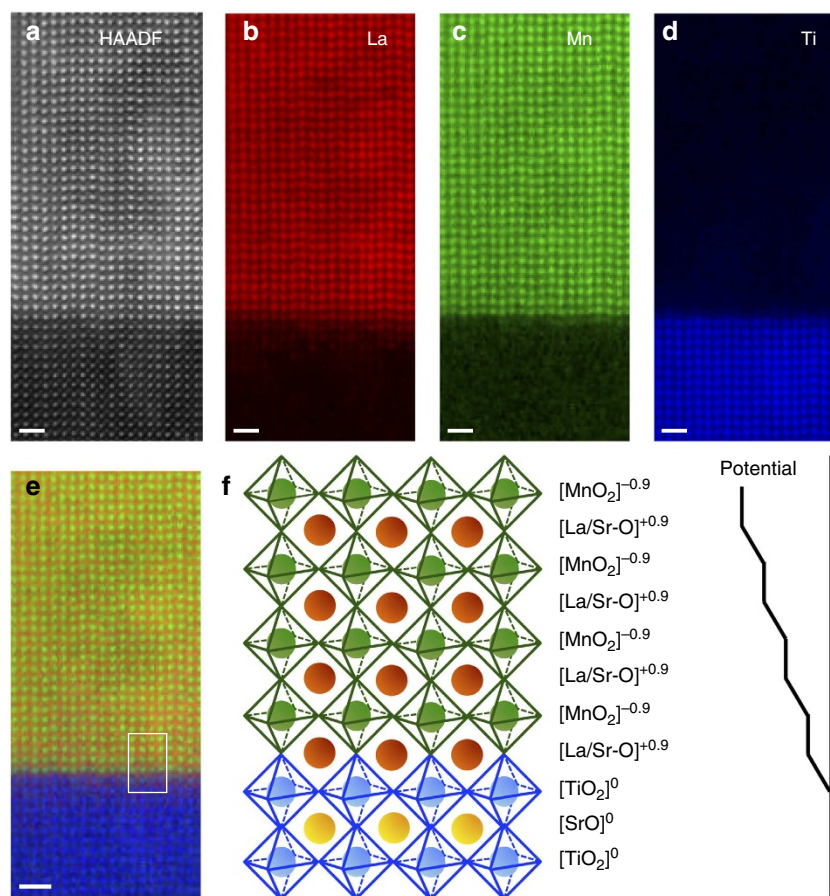 a
HAADF
b
La
c
Mn
d
Ti
e
f
[MnO₂]⁻⁰·⁹
[La/Sr-O]⁺⁰·⁹
[MnO₂]⁻⁰·⁹
[La/Sr-O]⁺⁰·⁹
[MnO₂]⁻⁰·⁹
[La/Sr-O]⁺⁰·⁹
[MnO₂]⁻⁰·⁹
[La/Sr-O]⁺⁰·⁹
[TiO₂]⁰
[SrO]⁰
[TiO₂]⁰
Potential